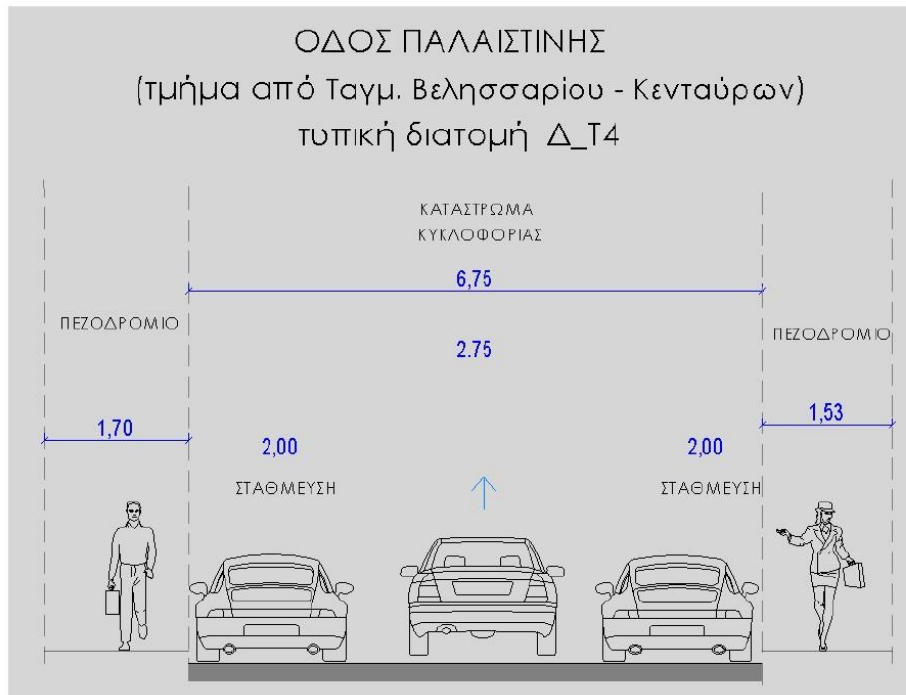 ΟΔΟΣ ΠΑΛΑΙΣΤΙΝΗΣ
(τμήμα από Ταγμ. Βελησσαρίου - Κενταύρων)
τυπική διατομή Δ_Τ4
ΚΑΤΑΣΤΡΩΜΑ
ΚΥΚΛΟΦΟΡΙΑΣ
6,75
ΠΕΖΟΔΡΟΜΙΟ
ΠΕΖΟΔΡΟΜΙΟ
2.75
1,70
1,53
2,00
2,00
ΣΤΑΘΜΕΥΣΗ
ΣΤΑΘΜΕΥΣΗ